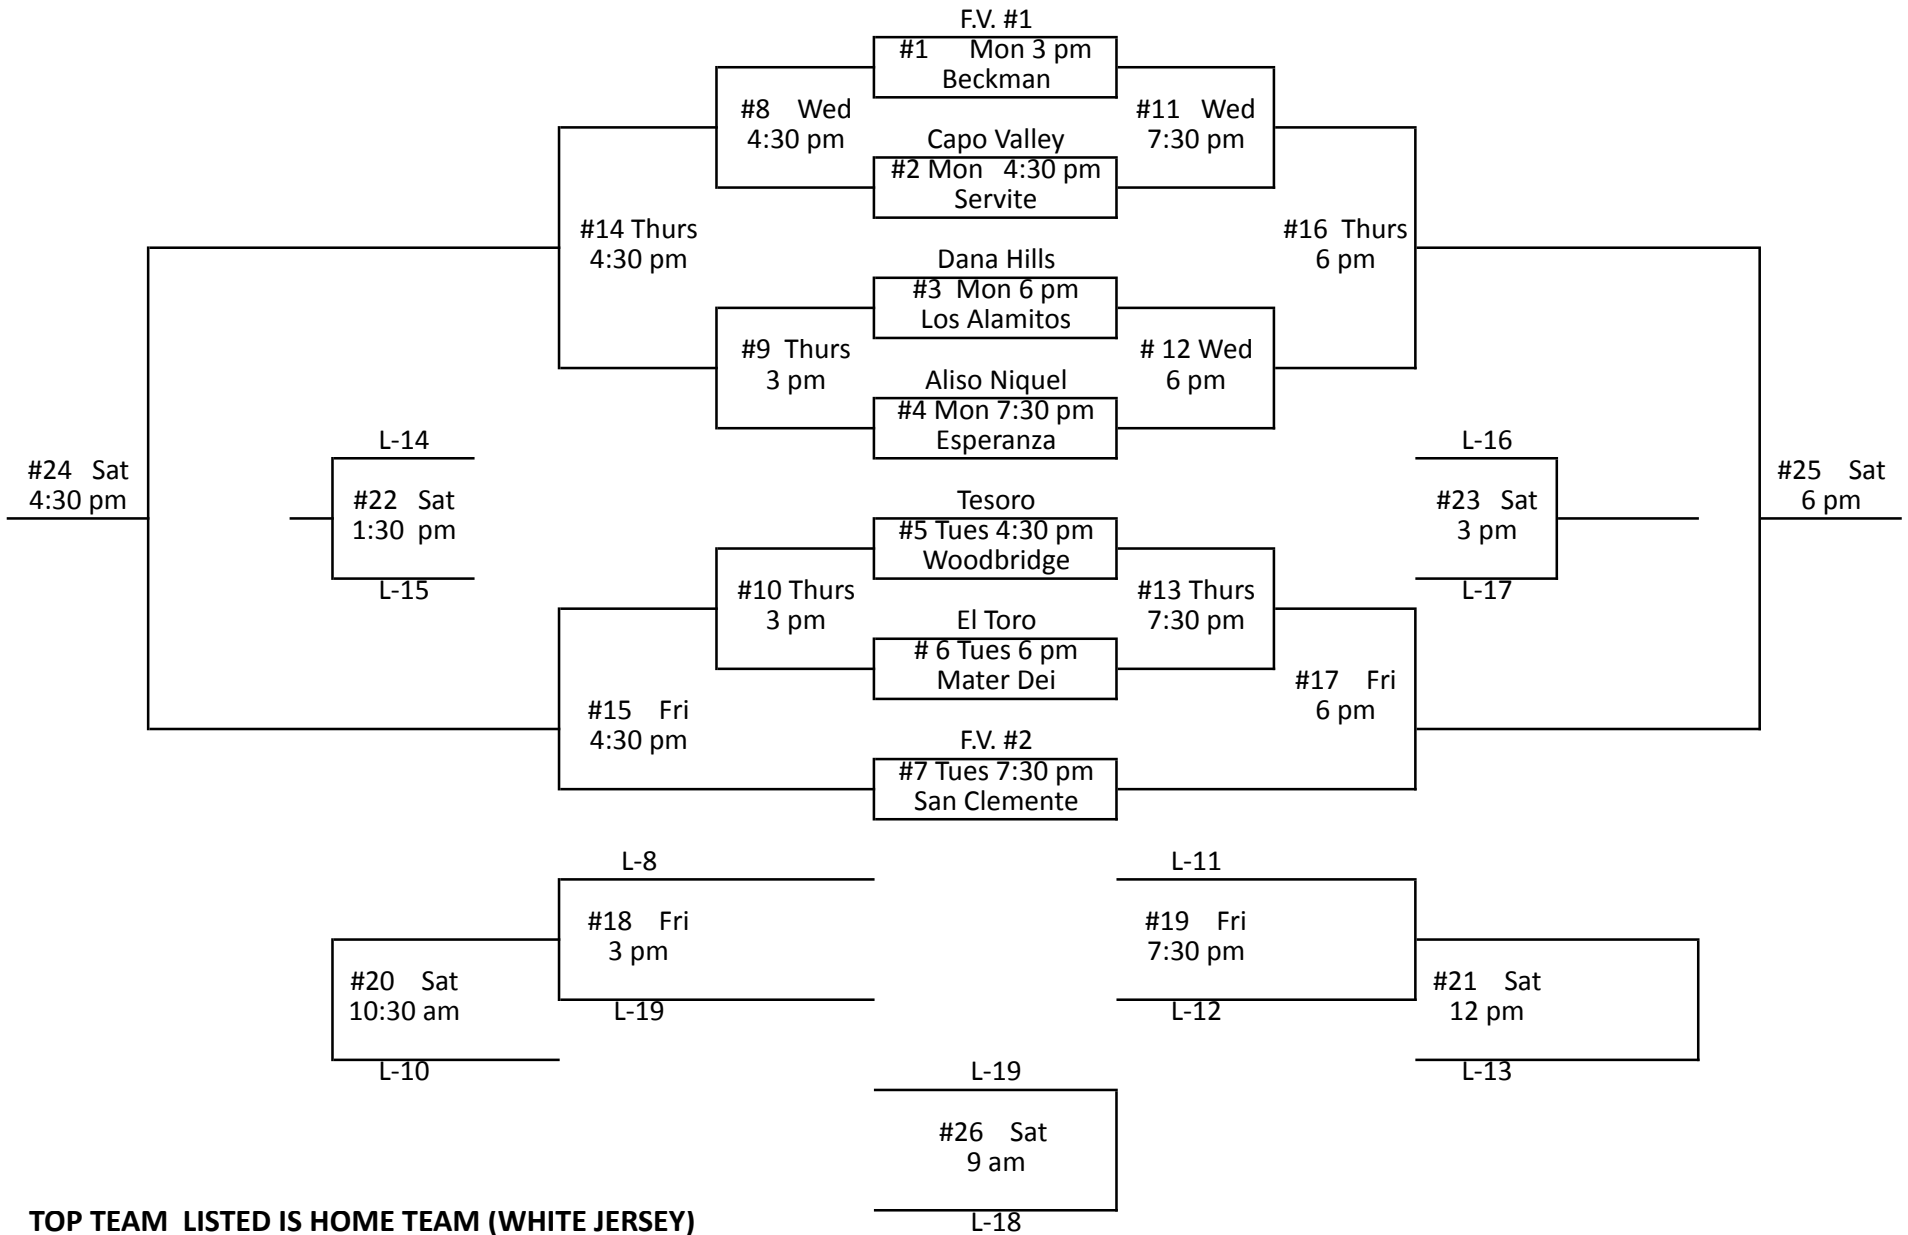 F.V. #1
#1 Mon 3 pm
Beckman
#8 Wed
4:30 pm
#11 Wed
7:30 pm
Capo Valley
#2 Mon 4:30 pm
Servite
#14 Thurs
4:30 pm
#16 Thurs
6 pm
Dana Hills
#3 Mon 6 pm
Los Alamitos
#9 Thurs
3 pm
# 12 Wed
6 pm
Aliso Niquel
#4 Mon 7:30 pm
Esperanza
L-14
L-16
#24 Sat
4:30 pm
#22 Sat
1:30 pm
#23 Sat
3 pm
#25 Sat
6 pm
Tesoro
#5 Tues 4:30 pm
Woodbridge
L-15
L-17
#10 Thurs
3 pm
#13 Thurs
7:30 pm
El Toro
# 6 Tues 6 pm
Mater Dei
#15 Fri
4:30 pm
#17 Fri
6 pm
F.V. #2
#7 Tues 7:30 pm
San Clemente
L-8
L-11
#18 Fri
3 pm
#19 Fri
7:30 pm
#20 Sat
10:30 am
#21 Sat
12 pm
L-19
L-12
L-10
L-13
L-19
#26 Sat
9 am
L-18
TOP TEAM LISTED IS HOME TEAM (WHITE JERSEY)